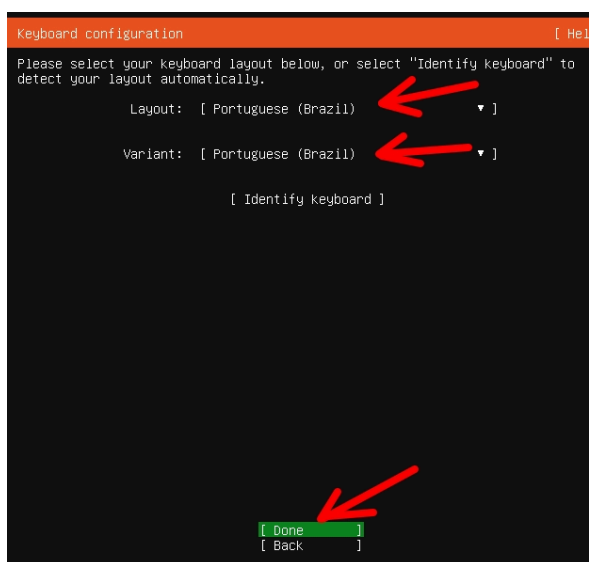 Keyboard configuration [ Hel
Please select your keyboard layout below, or select "Identify keyboard" to
detect your layout automatically.
Layout: [ Portuguese (Brazil) ▾ ]
Variant: [ Portuguese (Brazil) ▾ ]
[ Identify keyboard ]
[ Done ]
[ Back ]